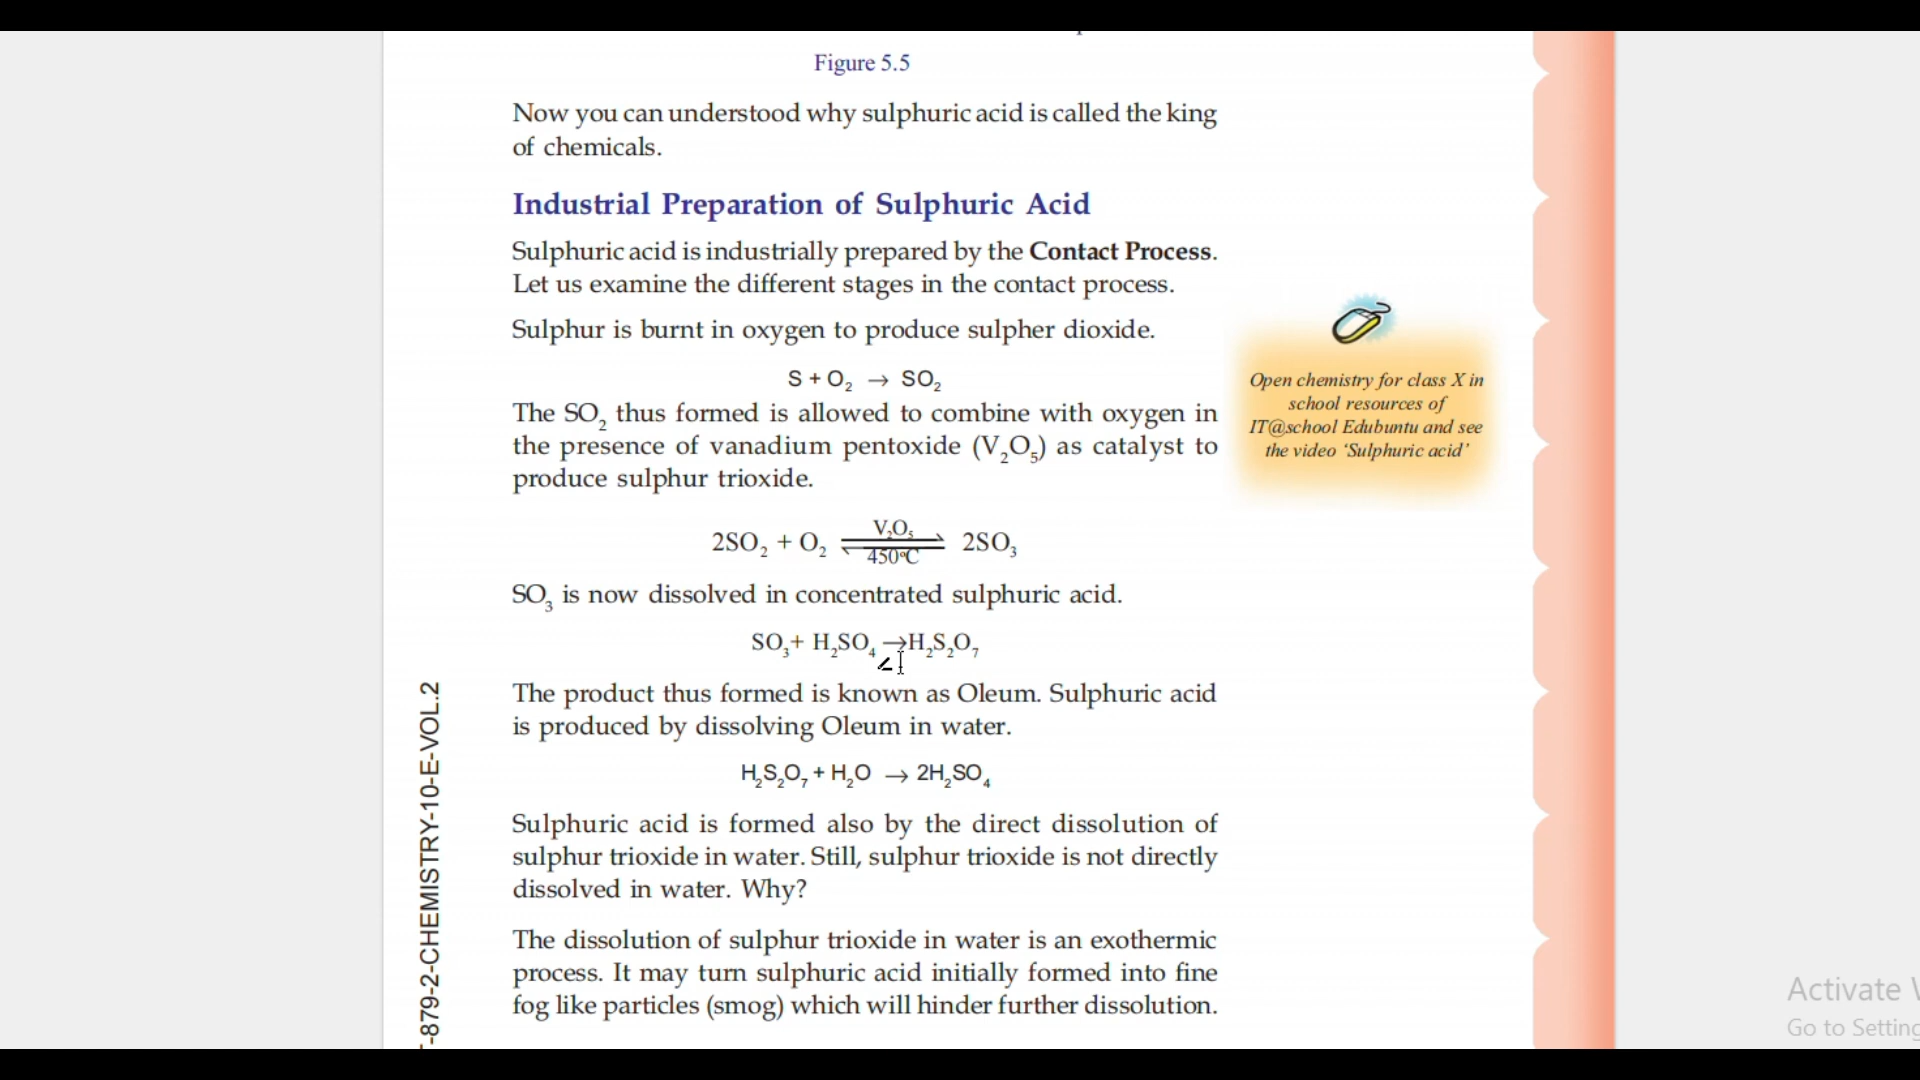 Figure 5.5
Now you can understood why sulphuric acid is called the king
of chemicals.
Industrial Preparation of Sulphuric Acid
Sulphuric acid is industrially prepared by the Contact Process.
Let us examine the different stages in the contact process.
Sulphur is burnt in oxygen to produce sulpher dioxide.
S + O₂ → SO₂
The SO₂ thus formed is allowed to combine with oxygen in
the presence of vanadium pentoxide (V₂O₅) as catalyst to
produce sulphur trioxide.
V₂O₅
2SO₂ + O₂ ⇌ 2SO₃
450°C
SO₃ is now dissolved in concentrated sulphuric acid.
SO₃+ H₂SO₄ →H₂S₂O₇
The product thus formed is known as Oleum. Sulphuric acid
is produced by dissolving Oleum in water.
H₂S₂O₇ + H₂O → 2H₂SO₄
Sulphuric acid is formed also by the direct dissolution of
sulphur trioxide in water. Still, sulphur trioxide is not directly
dissolved in water. Why?
The dissolution of sulphur trioxide in water is an exothermic
process. It may turn sulphuric acid initially formed into fine
fog like particles (smog) which will hinder further dissolution.
Open chemistry for class X in
school resources of
IT@school Edubuntu and see
the video ‘Sulphuric acid’
-879-2-CHEMISTRY-10-E-VOL.2
Activate
Go to Setting